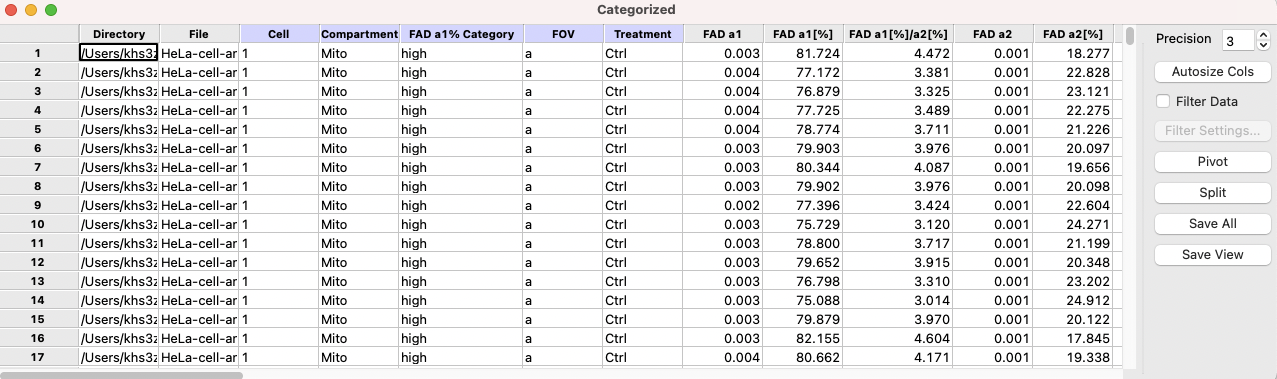 Categorized
Directory File Cell Compartment FAD a1% Category FOV Treatment FAD a1 FAD a1[%] FAD a1[%]/a2[%] FAD a2 FAD a2[%]
1 /Users/khs3z HeLa-cell-ar 1 Mito high a Ctrl 0.003 81.724 4.472 0.001 18.277
2 /Users/khs3z HeLa-cell-ar 1 Mito high a Ctrl 0.004 77.172 3.381 0.001 22.828
3 /Users/khs3z HeLa-cell-ar 1 Mito high a Ctrl 0.004 76.879 3.325 0.001 23.121
4 /Users/khs3z HeLa-cell-ar 1 Mito high a Ctrl 0.004 77.725 3.489 0.001 22.275
5 /Users/khs3z HeLa-cell-ar 1 Mito high a Ctrl 0.004 78.774 3.711 0.001 21.226
6 /Users/khs3z HeLa-cell-ar 1 Mito high a Ctrl 0.003 79.903 3.976 0.001 20.097
7 /Users/khs3z HeLa-cell-ar 1 Mito high a Ctrl 0.003 80.344 4.087 0.001 19.656
8 /Users/khs3z HeLa-cell-ar 1 Mito high a Ctrl 0.003 79.902 3.976 0.001 20.098
9 /Users/khs3z HeLa-cell-ar 1 Mito high a Ctrl 0.002 77.396 3.424 0.001 22.604
10 /Users/khs3z HeLa-cell-ar 1 Mito high a Ctrl 0.003 75.729 3.120 0.001 24.271
11 /Users/khs3z HeLa-cell-ar 1 Mito high a Ctrl 0.003 78.800 3.717 0.001 21.199
12 /Users/khs3z HeLa-cell-ar 1 Mito high a Ctrl 0.003 79.652 3.915 0.001 20.348
13 /Users/khs3z HeLa-cell-ar 1 Mito high a Ctrl 0.003 76.798 3.310 0.001 23.202
14 /Users/khs3z HeLa-cell-ar 1 Mito high a Ctrl 0.003 75.088 3.014 0.001 24.912
15 /Users/khs3z HeLa-cell-ar 1 Mito high a Ctrl 0.003 79.879 3.970 0.001 20.122
16 /Users/khs3z HeLa-cell-ar 1 Mito high a Ctrl 0.003 82.155 4.604 0.001 17.845
17 /Users/khs3z HeLa-cell-ar 1 Mito high a Ctrl 0.004 80.662 4.171 0.001 19.338
Precision 3
Autosize Cols
Filter Data
Filter Settings...
Pivot
Split
Save All
Save View